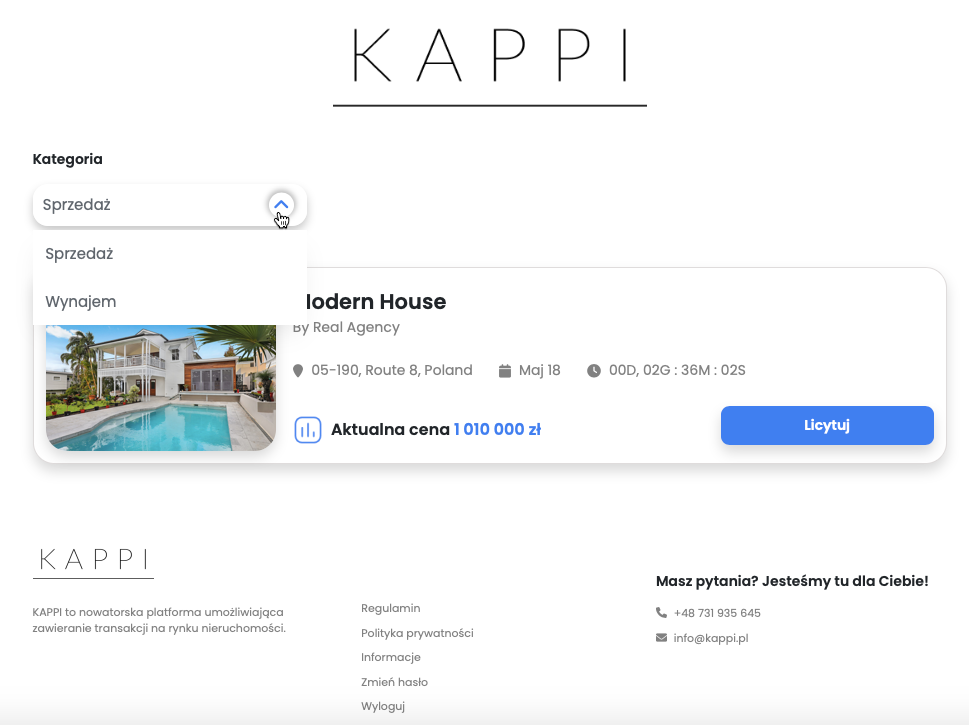 KAPPI
Kategoria
Sprzedaż
Sprzedaż
Wynajem
Modern House
By Real Agency
05-190, Route 8, Poland Maj 18 00D, 02G : 36M : 02S
Aktualna cena 1 010 000 zł
Licytuj
KAPPI
KAPPI to nowatorska platforma umożliwiająca
zawieranie transakcji na rynku nieruchomości.
Regulamin
Polityka prywatności
Informacje
Zmień hasło
Wyloguj
Masz pytania? Jesteśmy tu dla Ciebie!
+48 731 935 645
info@kappi.pl